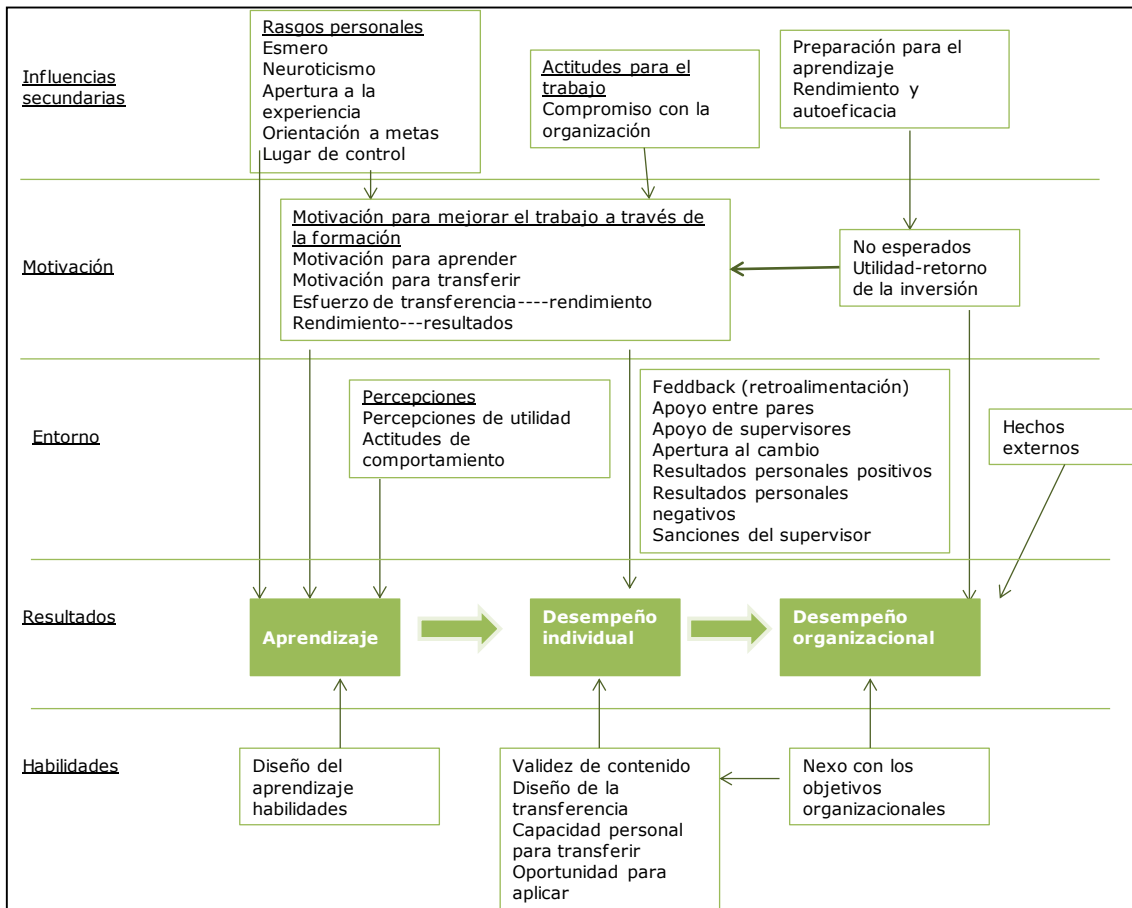 Influencias
secundarias
Rasgos personales
Esmero
Neuroticismo
Apertura a la
experiencia
Orientación a metas
Lugar de control
Actitudes para el
trabajo
Compromiso con la
organización
Preparación para el
aprendizaje
Rendimiento y
autoeficacia
Motivación
Motivación para mejorar el trabajo a través de
la formación
Motivación para aprender
Motivación para transferir
Esfuerzo de transferencia----rendimiento
Rendimiento---resultados
No esperados
Utilidad-retorno
de la inversión
Entorno
Percepciones
Percepciones de utilidad
Actitudes de
comportamiento
Feddback (retroalimentación)
Apoyo entre pares
Apoyo de supervisores
Apertura al cambio
Resultados personales positivos
Resultados personales
negativos
Sanciones del supervisor
Hechos
externos
Resultados
Aprendizaje
Desempeño
individual
Desempeño
organizacional
Habilidades
Diseño del
aprendizaje
habilidades
Validez de contenido
Diseño de la
transferencia
Capacidad personal
para transferir
Oportunidad para
aplicar
Nexo con los
objetivos
organizacionales